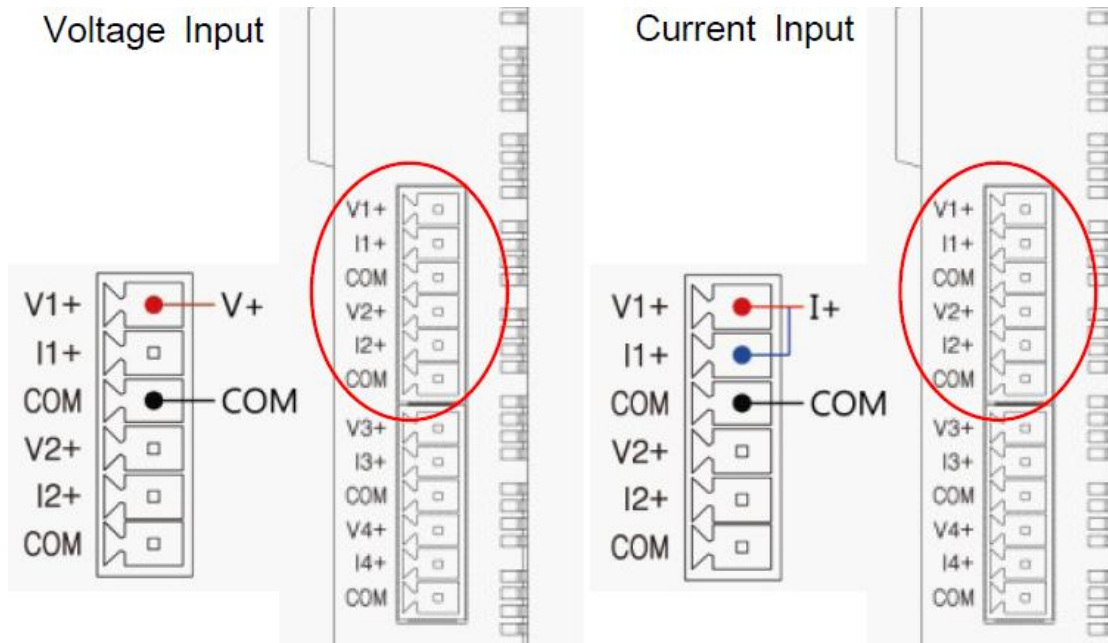 Voltage Input
V1+
I1+
COM
V2+
I2+
COM
V+
COM
V1+
I1+
COM
V2+
I2+
COM
V3+
I3+
COM
V4+
I4+
COM
Current Input
V1+
I1+
COM
V2+
I2+
COM
I+
COM
V1+
I1+
COM
V2+
I2+
COM
V3+
I3+
COM
V4+
I4+
COM